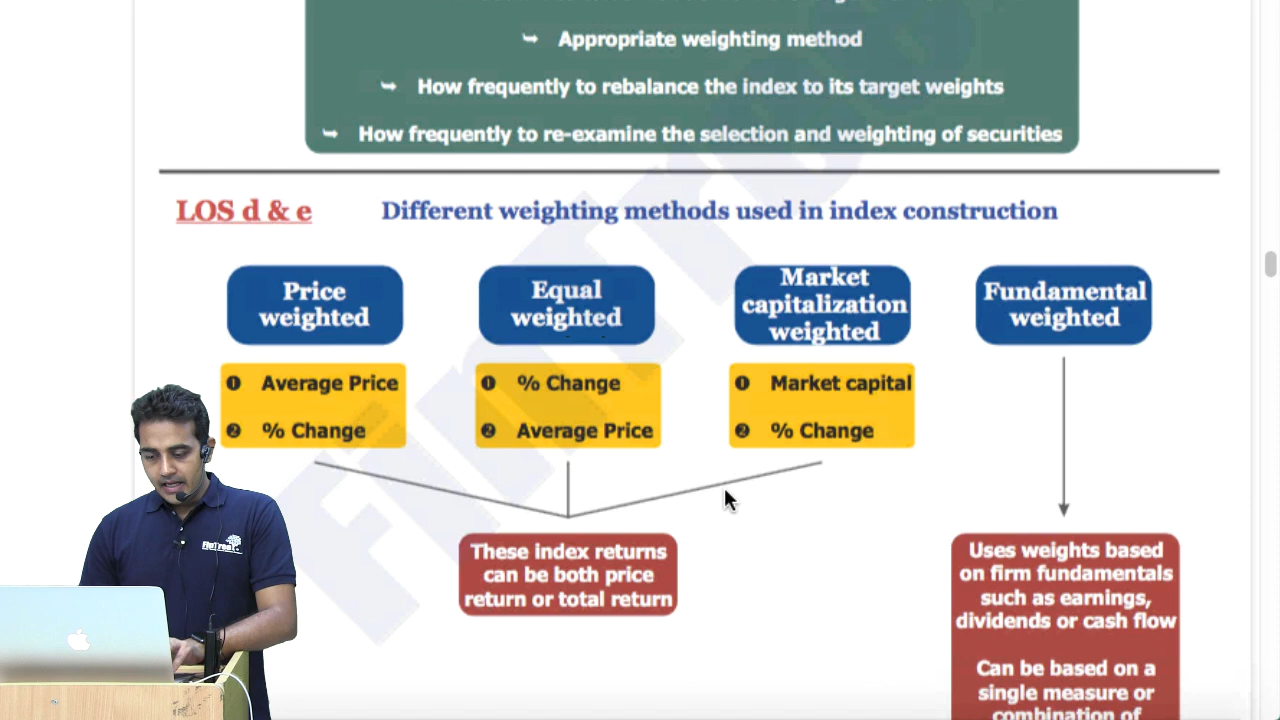 Appropriate weighting method
How frequently to rebalance the index to its target weights
How frequently to re-examine the selection and weighting of securities
LOS d & e
Different weighting methods used in index construction
Price
weighted
Equal
weighted
Market
capitalization
weighted
Fundamental
weighted
❶ Average Price
❷ % Change
❶ % Change
❷ Average Price
❶ Market capital
❷ % Change
These index returns
can be both price
return or total return
Uses weights based
on firm fundamentals
such as earnings,
dividends or cash flow
Can be based on a
single measure or
combination of
FinTree
FinTree